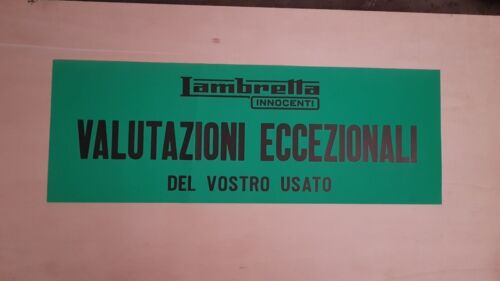 Lambretta
INNOCENTI
VALUTAZIONI ECCEZIONALI
DEL VOSTRO USATO